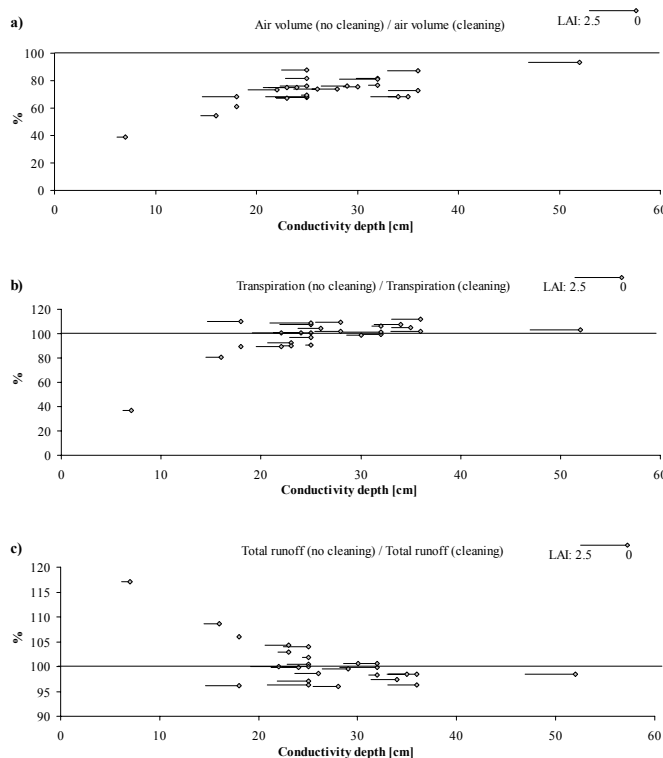 a)
Air volume (no cleaning) / air volume (cleaning)
LAI: 2.5 0
100
80
60
40
20
0
%
0 10 20 30 40 50 60
Conductivity depth [cm]
b)
Transpiration (no cleaning) / Transpiration (cleaning)
LAI: 2.5 0
120
100
80
60
40
20
0
%
0 10 20 30 40 50 60
Conductivity depth [cm]
c)
Total runoff (no cleaning) / Total runoff (cleaning)
LAI: 2.5 0
120
115
110
105
100
95
90
%
0 10 20 30 40 50 60
Conductivity depth [cm]